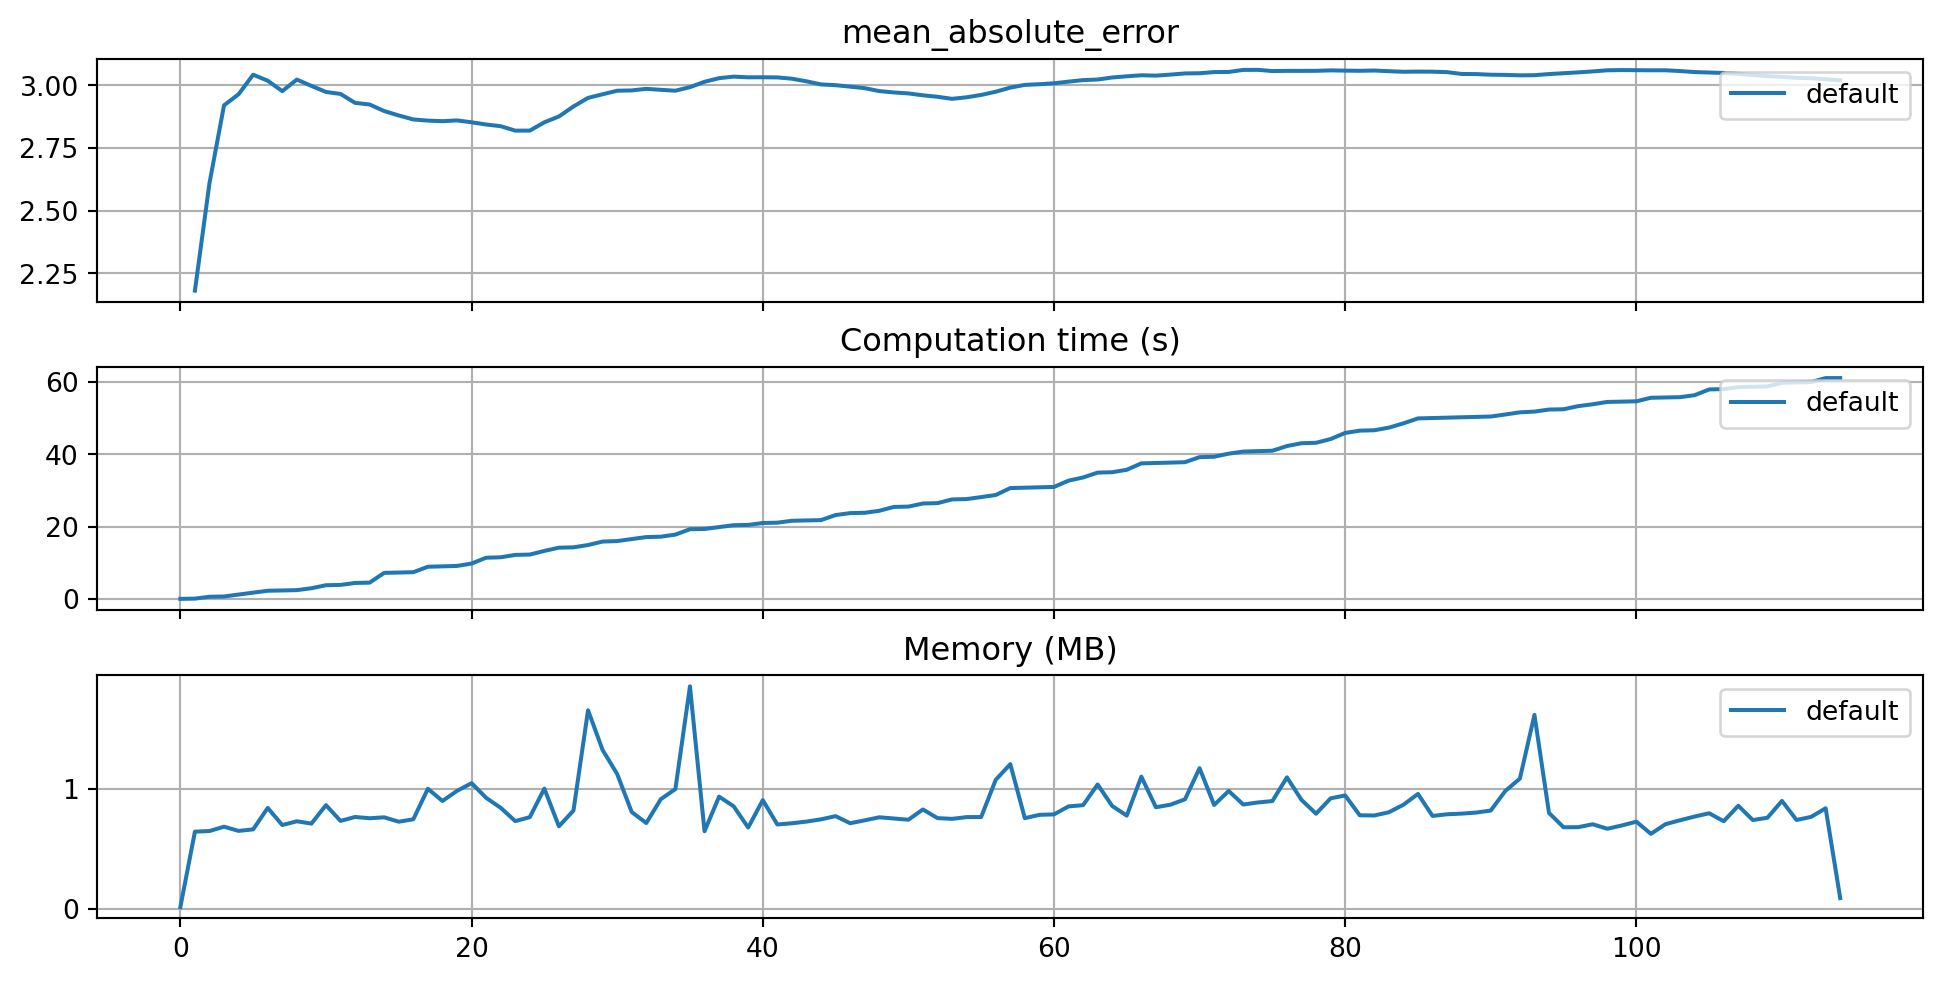 mean_absolute_error
3.00
2.75
2.50
2.25
default
Computation time (s)
60
40
20
0
default
Memory (MB)
1
0
default
0 20 40 60 80 100